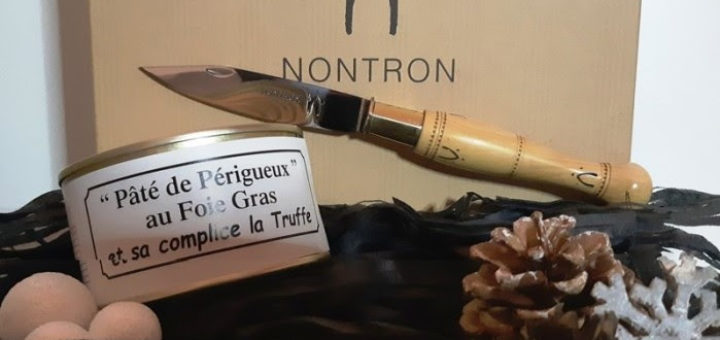 NONTRON
“Pâté de Périgueux”
au Foie Gras
et sa complice la Truffe